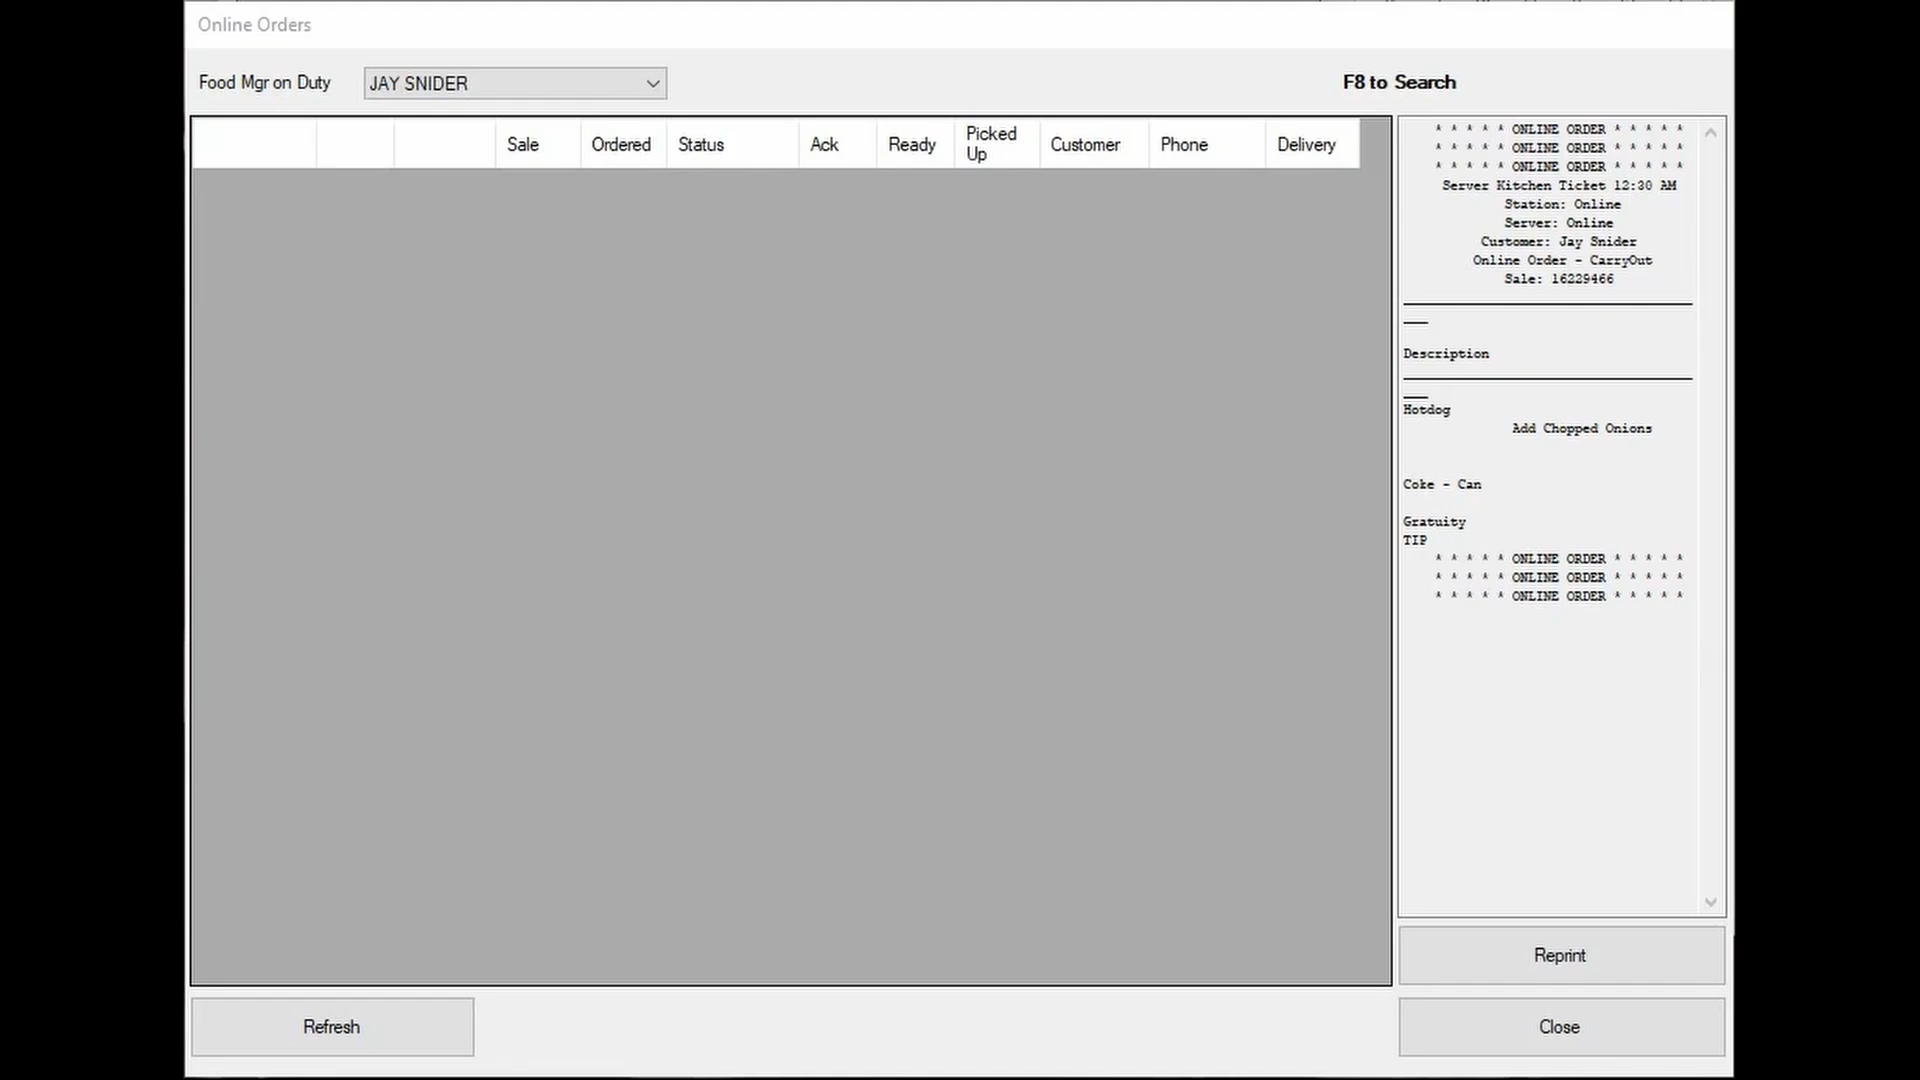 Online Orders
Food Mgr on Duty JAY SNIDER F8 to Search
Sale Ordered Status Ack Ready Picked Up Customer Phone Delivery
* * * * * ONLINE ORDER * * * * *
* * * * * ONLINE ORDER * * * * *
* * * * * ONLINE ORDER * * * * *
Server Kitchen Ticket 12:30 AM
Station: Online
Server: Online
Customer: Jay Snider
Online Order - CarryOut
Sale: 16229466
Description
Hotdog
Add Chopped Onions
Coke - Can
Gratuity
TIP
* * * * * ONLINE ORDER * * * * *
* * * * * ONLINE ORDER * * * * *
* * * * * ONLINE ORDER * * * * *
Reprint
Refresh Close